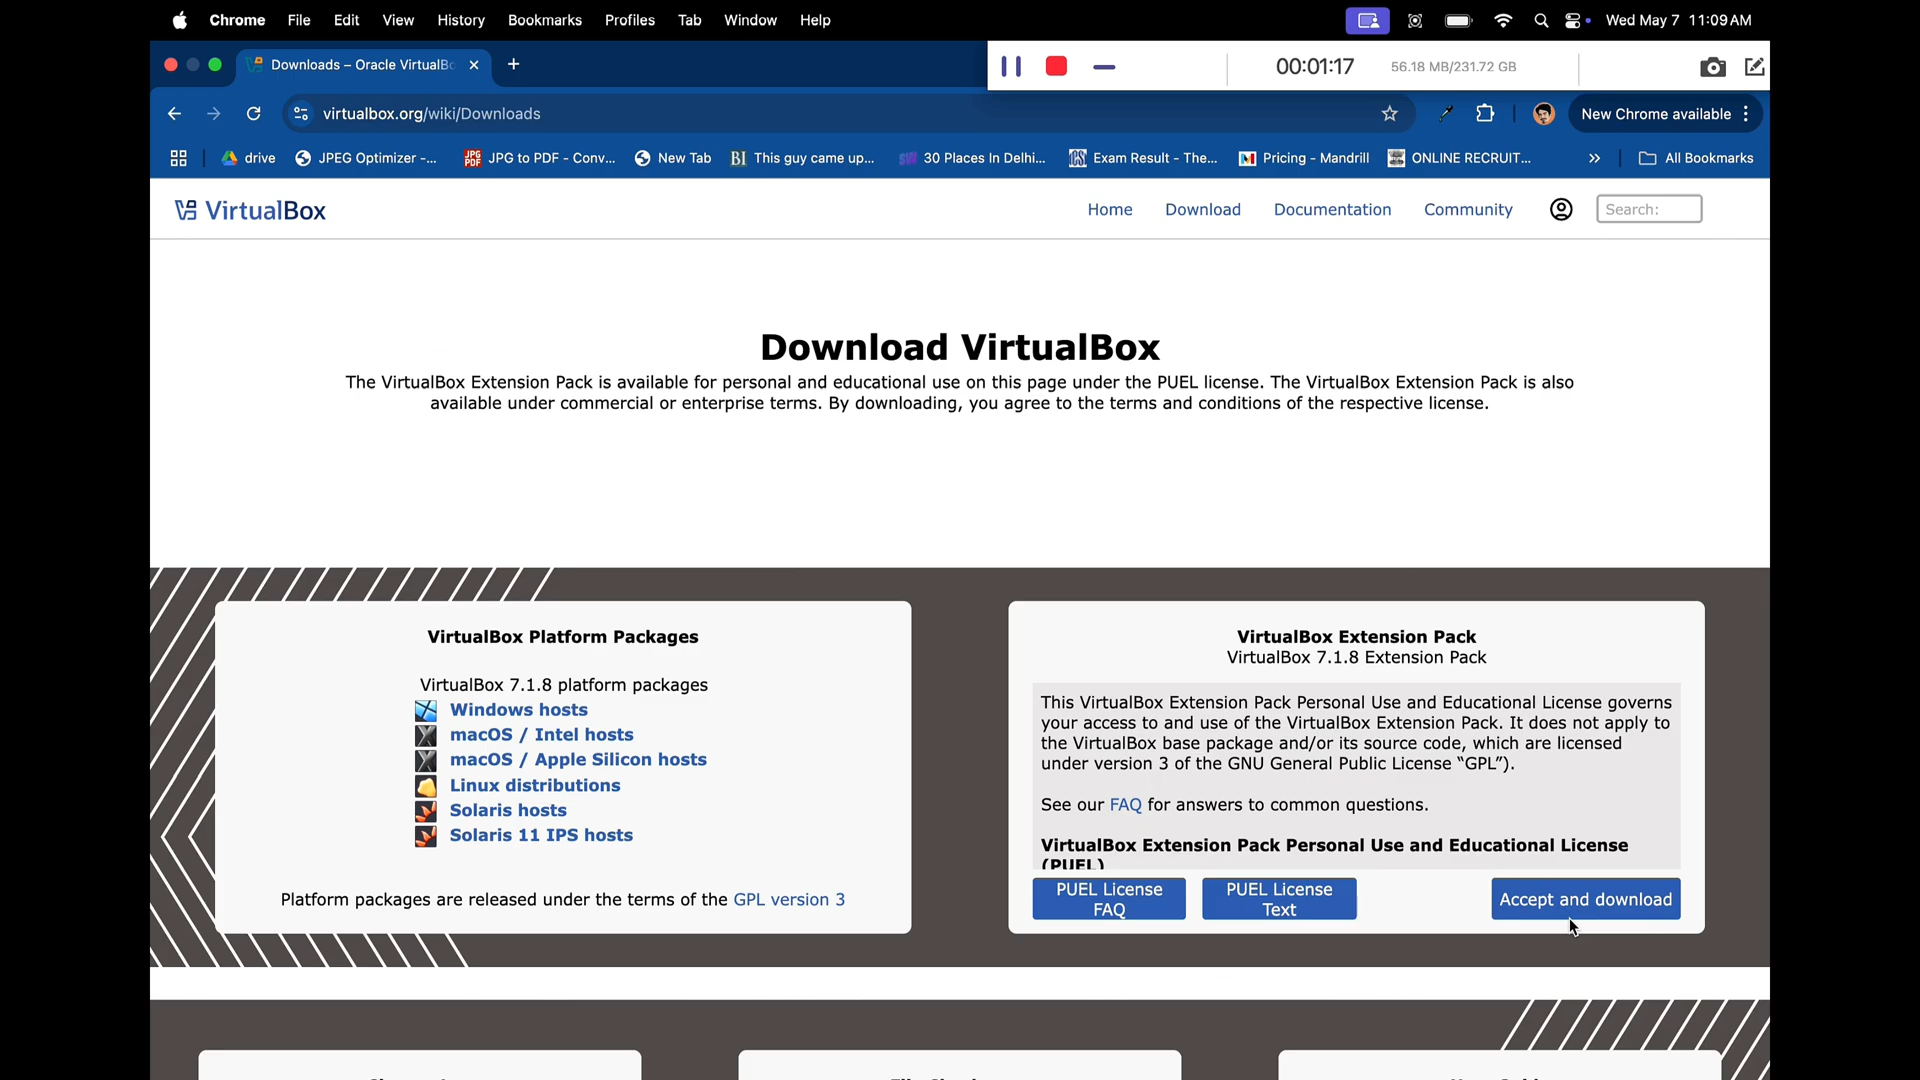 Chrome File Edit View History Bookmarks Profiles Tab Window Help Wed May 7 11:09 AM
Downloads – Oracle VirtualBo
00:01:17 56.18 MB/231.72 GB
virtualbox.org/wiki/Downloads New Chrome available
drive JPEG Optimizer -... JPG PDF JPG to PDF - Conv... New Tab BI This guy came up... SW 30 Places In Delhi... Exam Result - The... Pricing - Mandrill ONLINE RECRUIT... All Bookmarks
VirtualBox Home Download Documentation Community Search:
Download VirtualBox
The VirtualBox Extension Pack is available for personal and educational use on this page under the PUEL license. The VirtualBox Extension Pack is also
available under commercial or enterprise terms. By downloading, you agree to the terms and conditions of the respective license.
VirtualBox Platform Packages
VirtualBox 7.1.8 platform packages
Windows hosts
macOS / Intel hosts
macOS / Apple Silicon hosts
Linux distributions
Solaris hosts
Solaris 11 IPS hosts
Platform packages are released under the terms of the GPL version 3
VirtualBox Extension Pack
VirtualBox 7.1.8 Extension Pack
This VirtualBox Extension Pack Personal Use and Educational License governs
your access to and use of the VirtualBox Extension Pack. It does not apply to
the VirtualBox base package and/or its source code, which are licensed
under version 3 of the GNU General Public License “GPL”).
See our FAQ for answers to common questions.
VirtualBox Extension Pack Personal Use and Educational License
(PUEL)
PUEL License
FAQ
PUEL License
Text
Accept and download